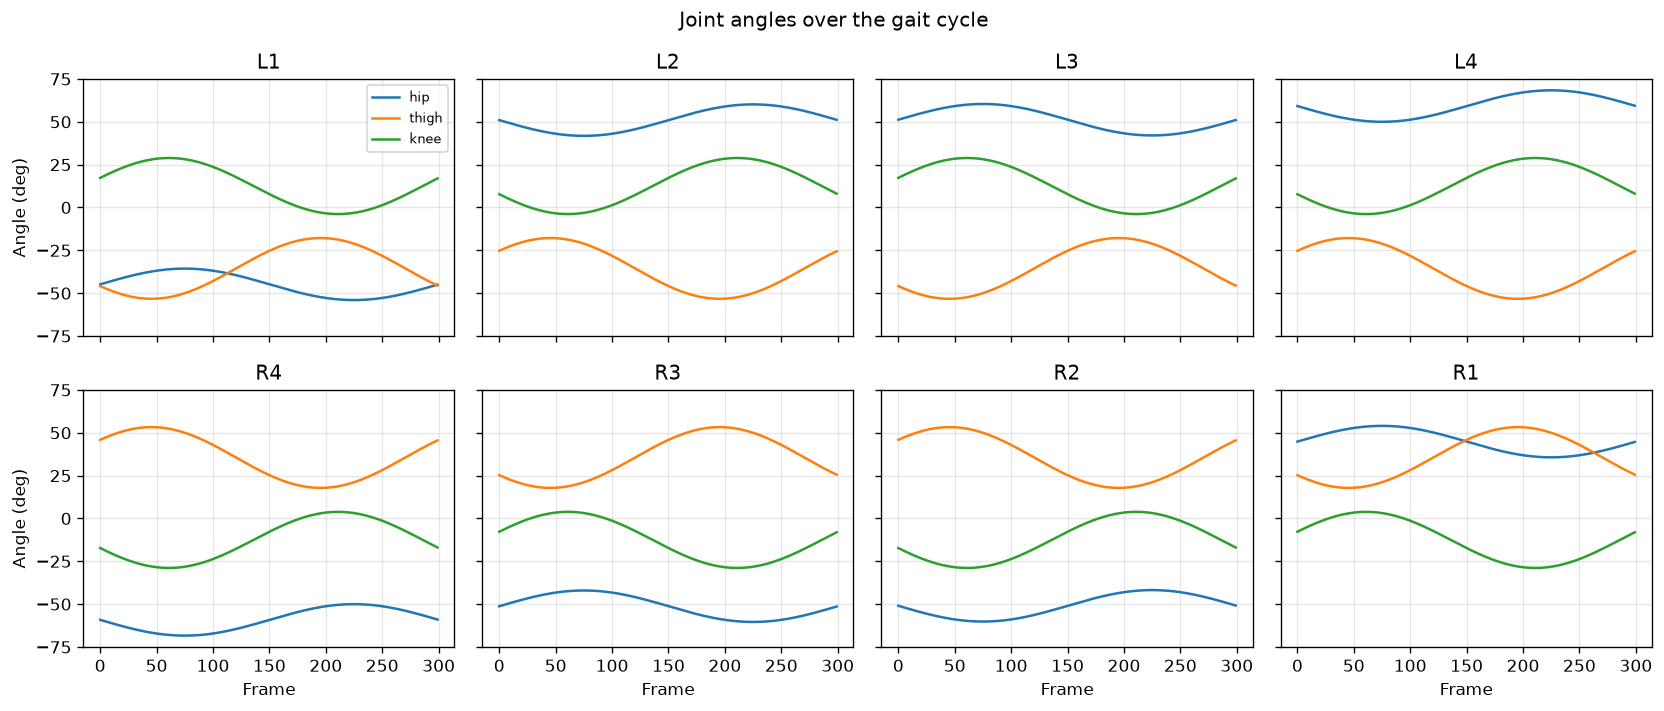 Joint angles over the gait cycle
L1
L2
L3
L4
hip
thigh
knee
Angle (deg)
75
50
25
0
−25
−50
−75
R4
R3
R2
R1
Angle (deg)
75
50
25
0
−25
−50
−75
0 50 100 150 200 250 300
0 50 100 150 200 250 300
0 50 100 150 200 250 300
0 50 100 150 200 250 300
Frame
Frame
Frame
Frame